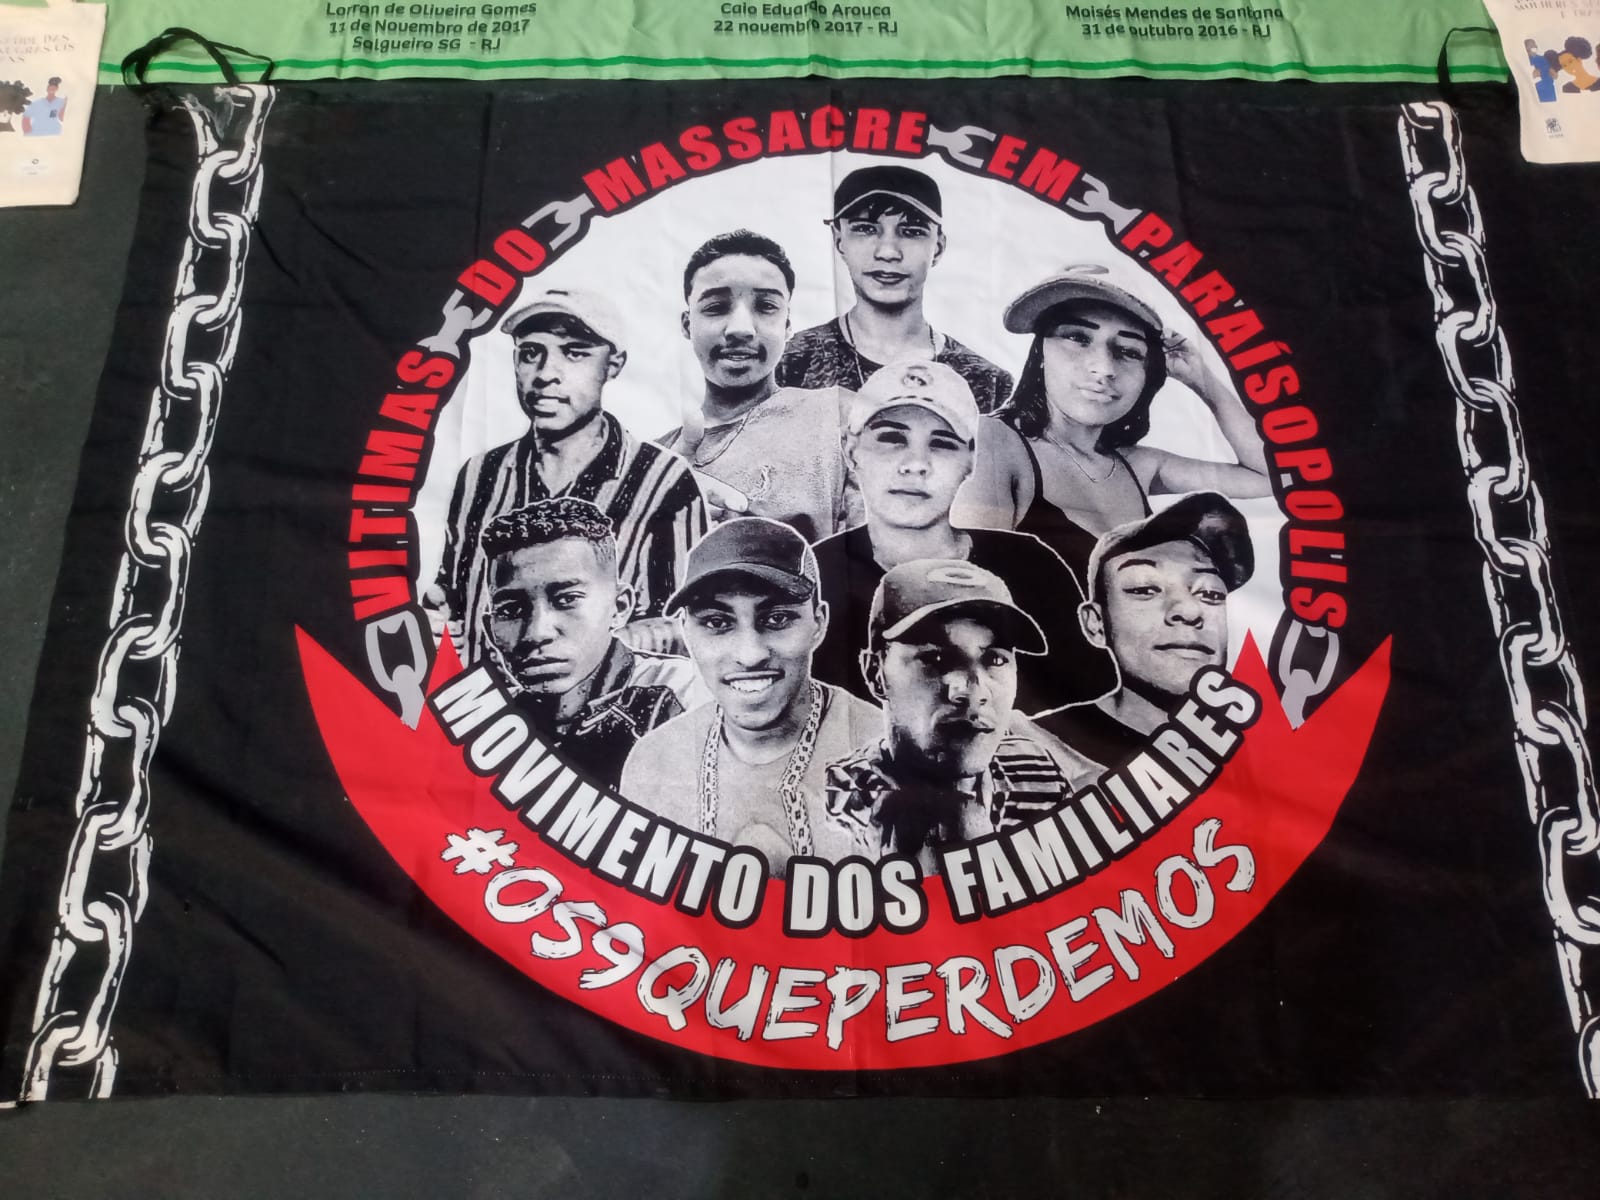 Lorran de Oliveira Gomes
11 de Novembro de 2017
Salgueiro SG - RJ
Caio Eduardo Arouca
22 novembro 2017 - RJ
Moisés Mendes de Santana
31 de outubro 2016 - RJ
VITIMAS DO MASSACRE EM PARAÍSOPOLIS
MOVIMENTO DOS FAMILIARES
#OS9QUEPERDEMOS